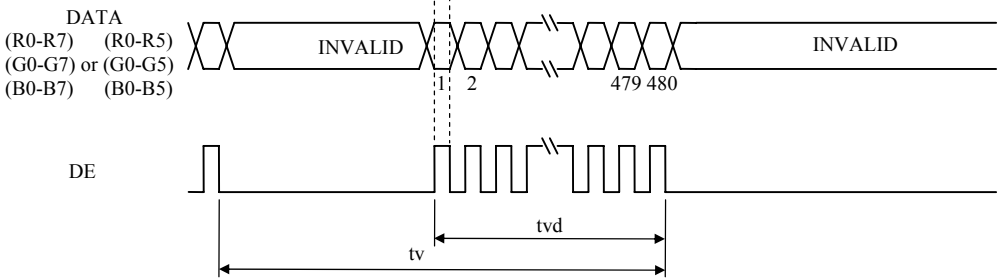 DATA
(R0-R7) (R0-R5)
(G0-G7) or (G0-G5)
(B0-B7) (B0-B5)
INVALID
INVALID
1 2 479 480
DE
tvd
tv